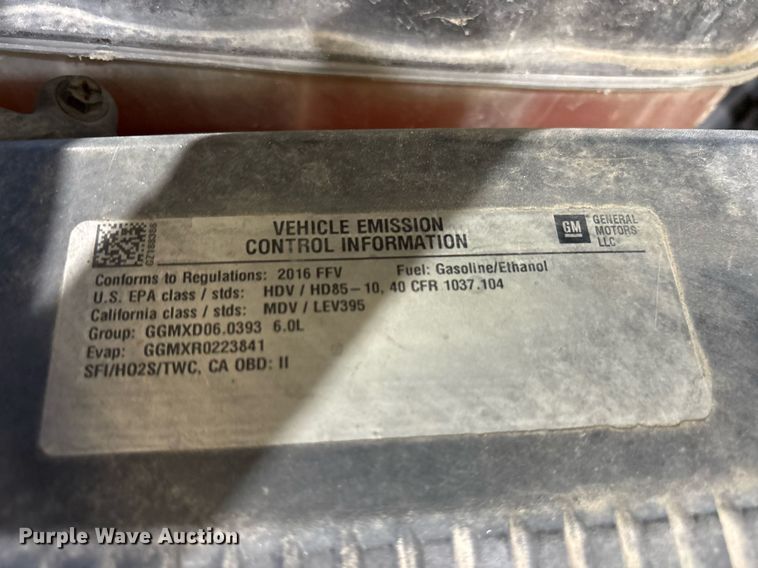 VEHICLE EMISSION
CONTROL INFORMATION
GM
GENERAL
MOTORS
LLC
Conforms to Regulations: 2016 FFV Fuel: Gasoline/Ethanol
U.S. EPA class / stds: HDV / HD85-10, 40 CFR 1037.104
California class / stds: MDV / LEV395
Group: GGMXD06.0393 6.0L
Evap: GGMXR0223841
SFI/HO2S/TWC, CA OBD: II
Purple Wave Auction